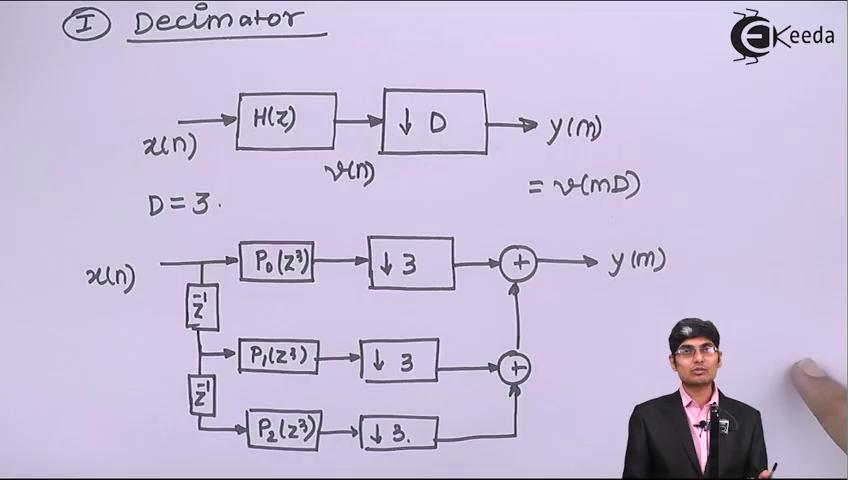 I Decimator
EKeeda
x(n) H(z) v(n) ↓ D y(m)
= v(mD)
D = 3.
x(n) P₀(z³) ↓ 3 + y(m)
z⁻¹
P₁(z³) ↓ 3 +
z⁻¹
P₂(z³) ↓ 3.